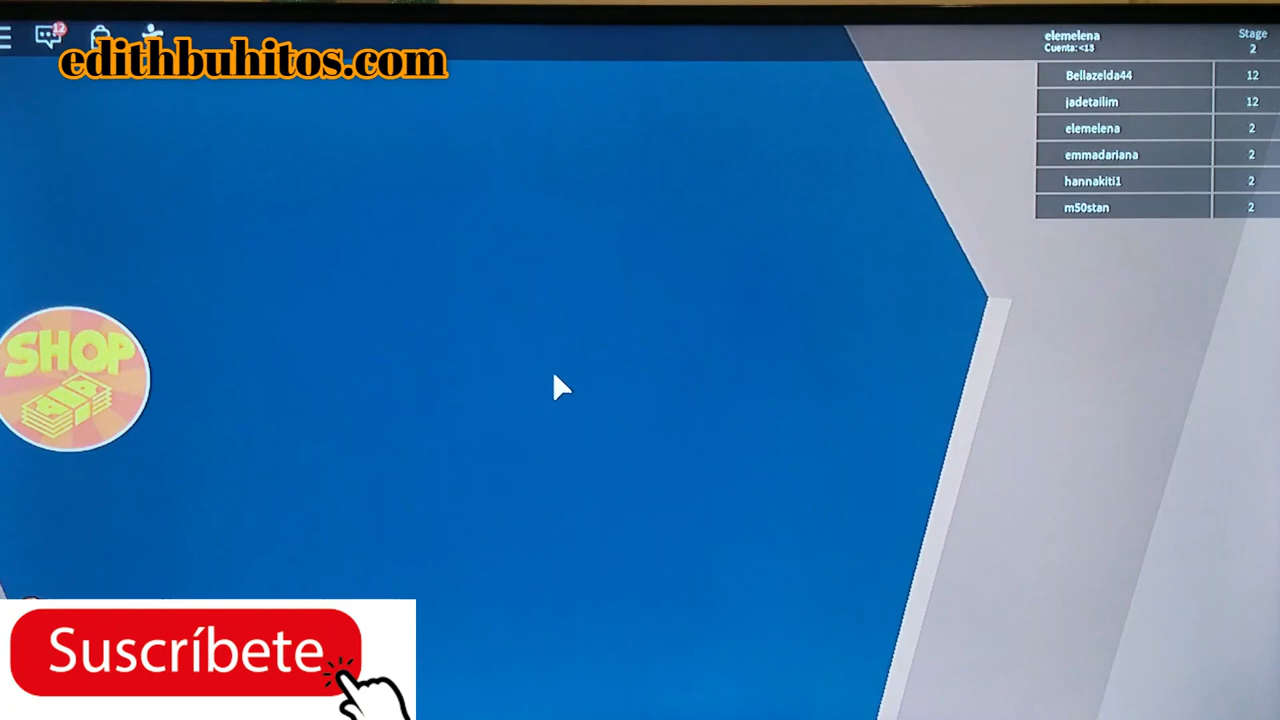 12
edithbuhitos.com
elemelena
Cuenta: <13
Stage
2
Bellazelda44 12
jadetailim 12
elemelena 2
emmadariana 2
hannakiti1 2
m50stan 2
SHOP
Suscríbete